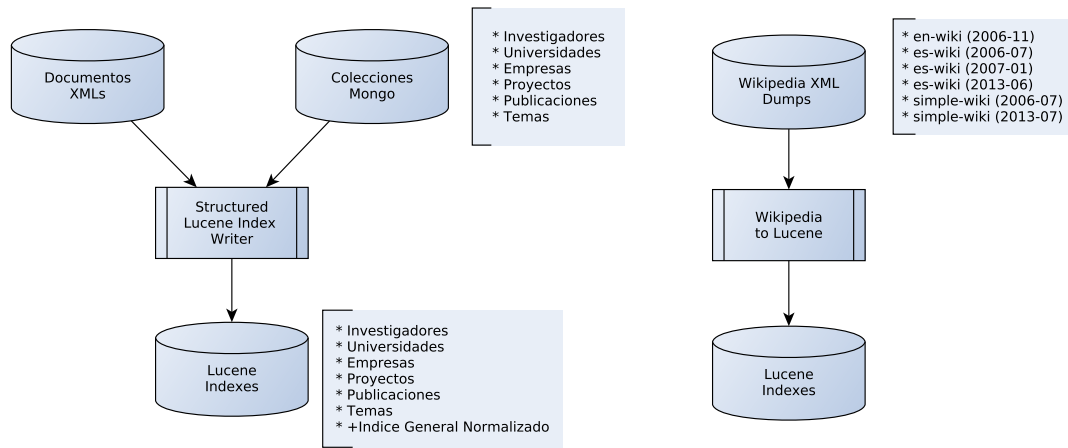 Documentos
XMLs
Colecciones
Mongo
* Investigadores
* Universidades
* Empresas
* Proyectos
* Publicaciones
* Temas
Structured
Lucene Index
Writer
Lucene
Indexes
* Investigadores
* Universidades
* Empresas
* Proyectos
* Publicaciones
* Temas
* +Indice General Normalizado
Wikipedia XML
Dumps
* en-wiki (2006-11)
* es-wiki (2006-07)
* es-wiki (2007-01)
* es-wiki (2013-06)
* simple-wiki (2006-07)
* simple-wiki (2013-07)
Wikipedia
to Lucene
Lucene
Indexes